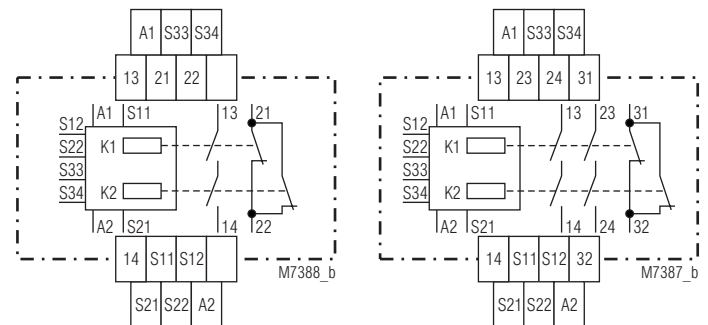 A1 S33 S34
13 21 22
A1 S11 13 21
S12
S22
S33
S34
K1
K2
A2 S21 14 22
14 S11 S12
S21 S22 A2
M7388_b
A1 S33 S34
13 23 24 31
A1 S11 13 23 31
S12
S22
S33
S34
K1
K2
A2 S21 14 24 32
14 S11 S12 32
S21 S22 A2
M7387_b